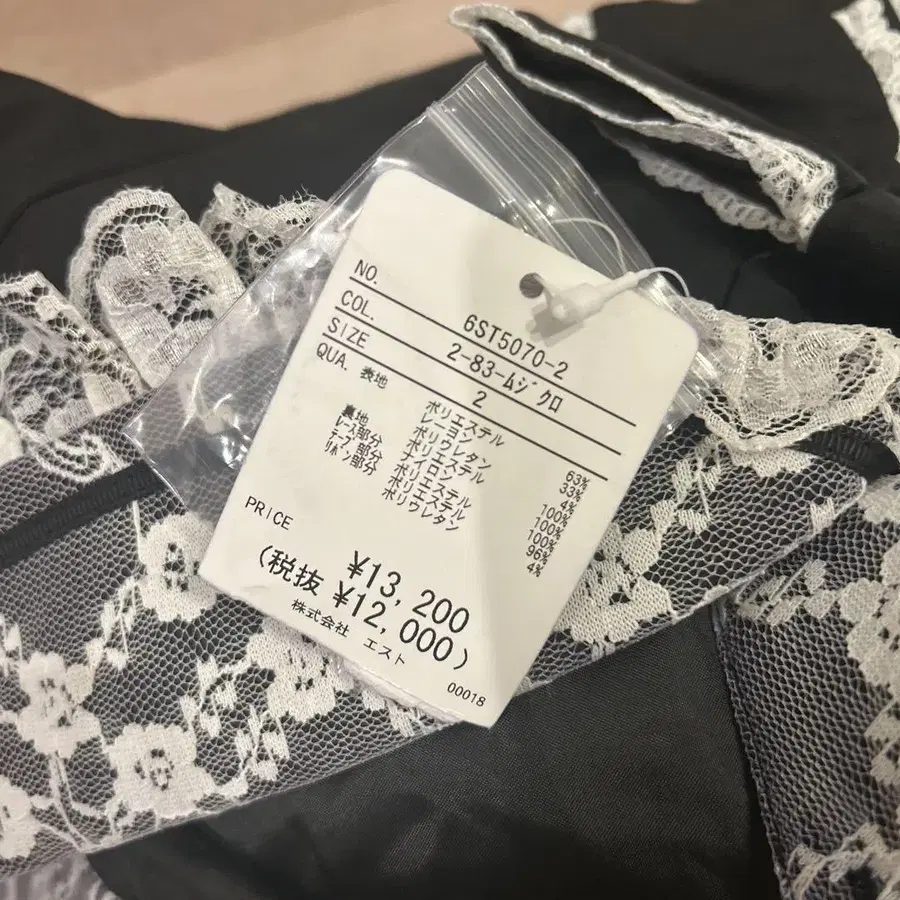 NO. 6ST5070-2
COL. 2-83-ムジ クロ
SIZE 2
QUA. 表地 ポリエステル 63%
レーヨン 33%
ポリウレタン 4%
裏地 ポリエステル 100%
レース部分 ナイロン 100%
テープ部分 ポリエステル 100%
リボン部分 ポリエステル 96%
ポリウレタン 4%
PRICE ¥13,200
(税抜 ¥12,000)
株式会社 エスト
00018